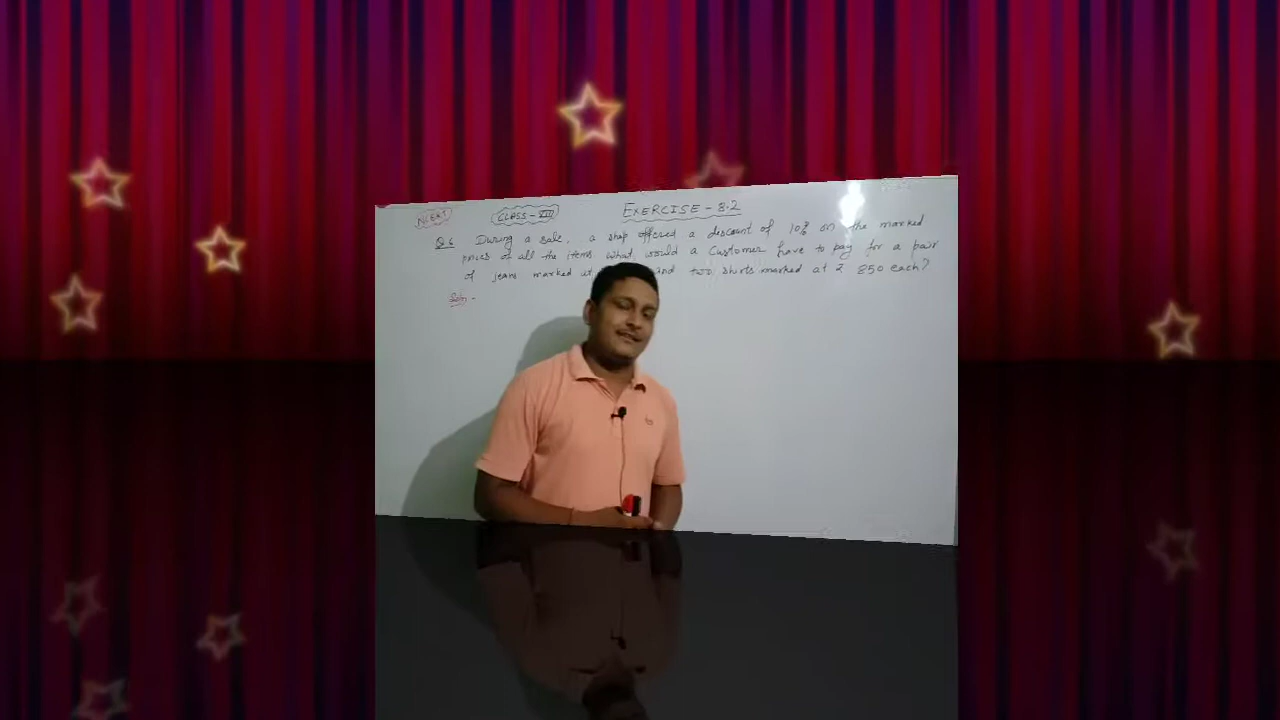 NCERT
CLASS - VIII
EXERCISE - 8.2
Q.6 During a sale, a shop offered a discount of 10% on the marked
prices of all the items what would a Customer have to pay for a pair
of jeans marked at and two shirts marked at ₹ 850 each?
Soln -